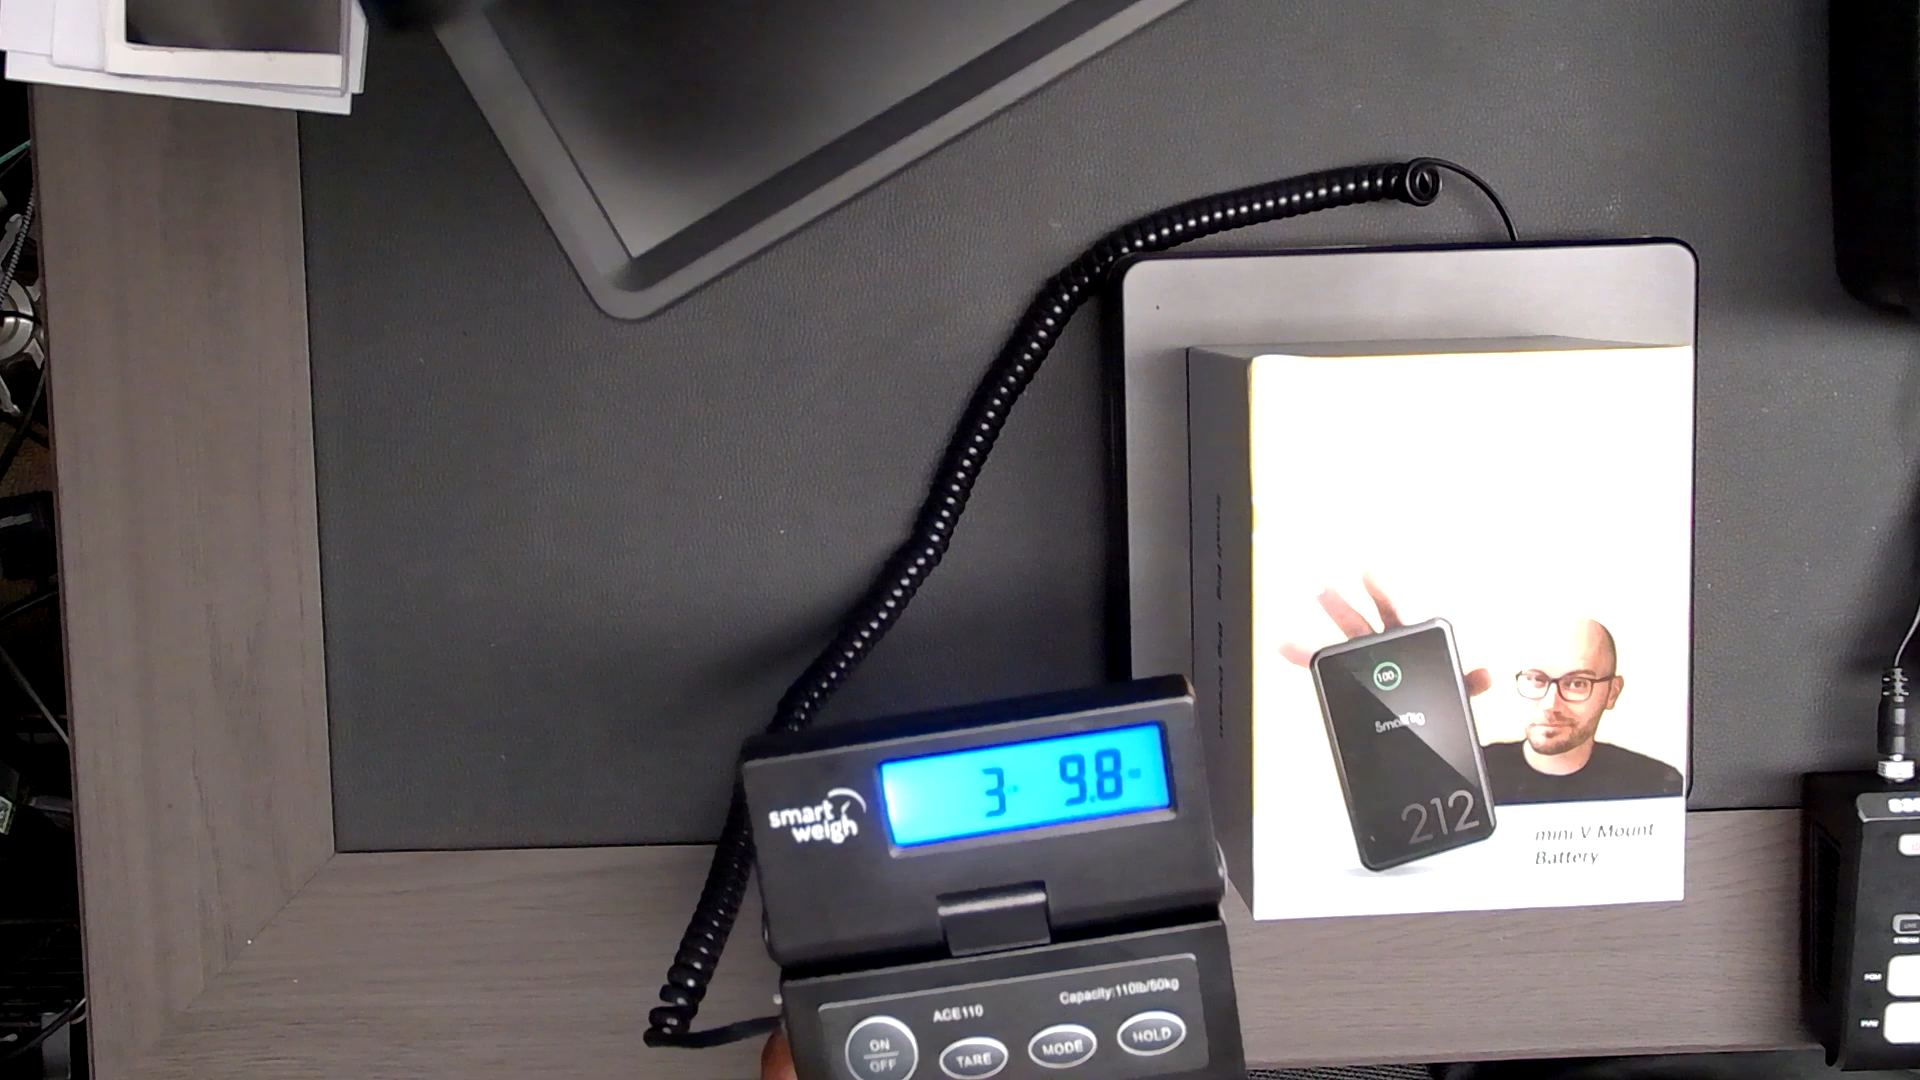 smart
weigh
3 9.8
ACE110
Capacity:110lb/50kg
ON
OFF
TARE
MODE
HOLD
100
SmallRig
212
mini V Mount
Battery